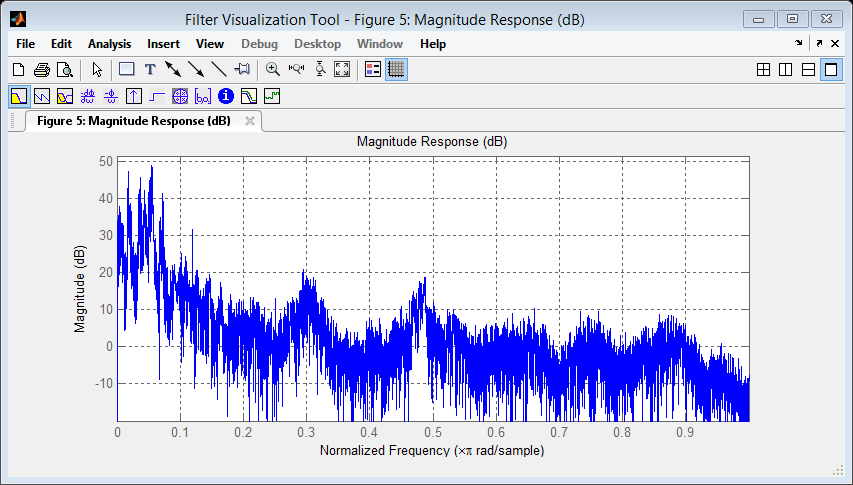 Filter Visualization Tool - Figure 5: Magnitude Response (dB)
File Edit Analysis Insert View Debug Desktop Window Help
Figure 5: Magnitude Response (dB)
Magnitude Response (dB)
50
40
30
20
10
0
-10
Magnitude (dB)
0 0.1 0.2 0.3 0.4 0.5 0.6 0.7 0.8 0.9
Normalized Frequency (×π rad/sample)